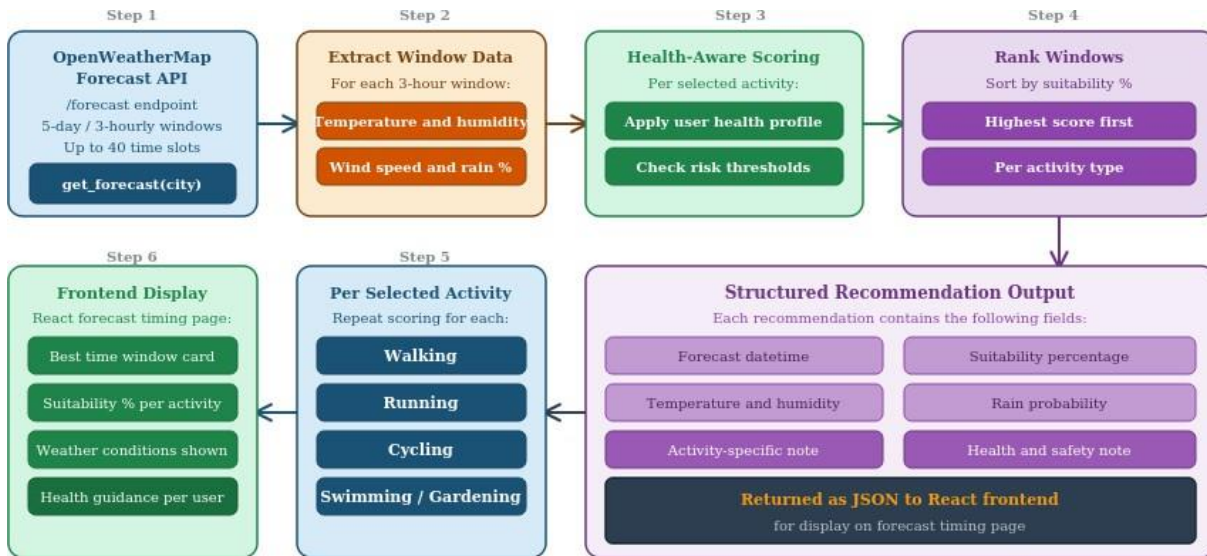 Step 1
OpenWeatherMap
Forecast API
/forecast endpoint
5-day / 3-hourly windows
Up to 40 time slots
get_forecast(city)
Step 2
Extract Window Data
For each 3-hour window:
Temperature and humidity
Wind speed and rain %
Step 3
Health-Aware Scoring
Per selected activity:
Apply user health profile
Check risk thresholds
Step 4
Rank Windows
Sort by suitability %
Highest score first
Per activity type
Structured Recommendation Output
Each recommendation contains the following fields:
Forecast datetime
Suitability percentage
Temperature and humidity
Rain probability
Activity-specific note
Health and safety note
Returned as JSON to React frontend
for display on forecast timing page
Step 5
Per Selected Activity
Repeat scoring for each:
Walking
Running
Cycling
Swimming / Gardening
Step 6
Frontend Display
React forecast timing page:
Best time window card
Suitability % per activity
Weather conditions shown
Health guidance per user